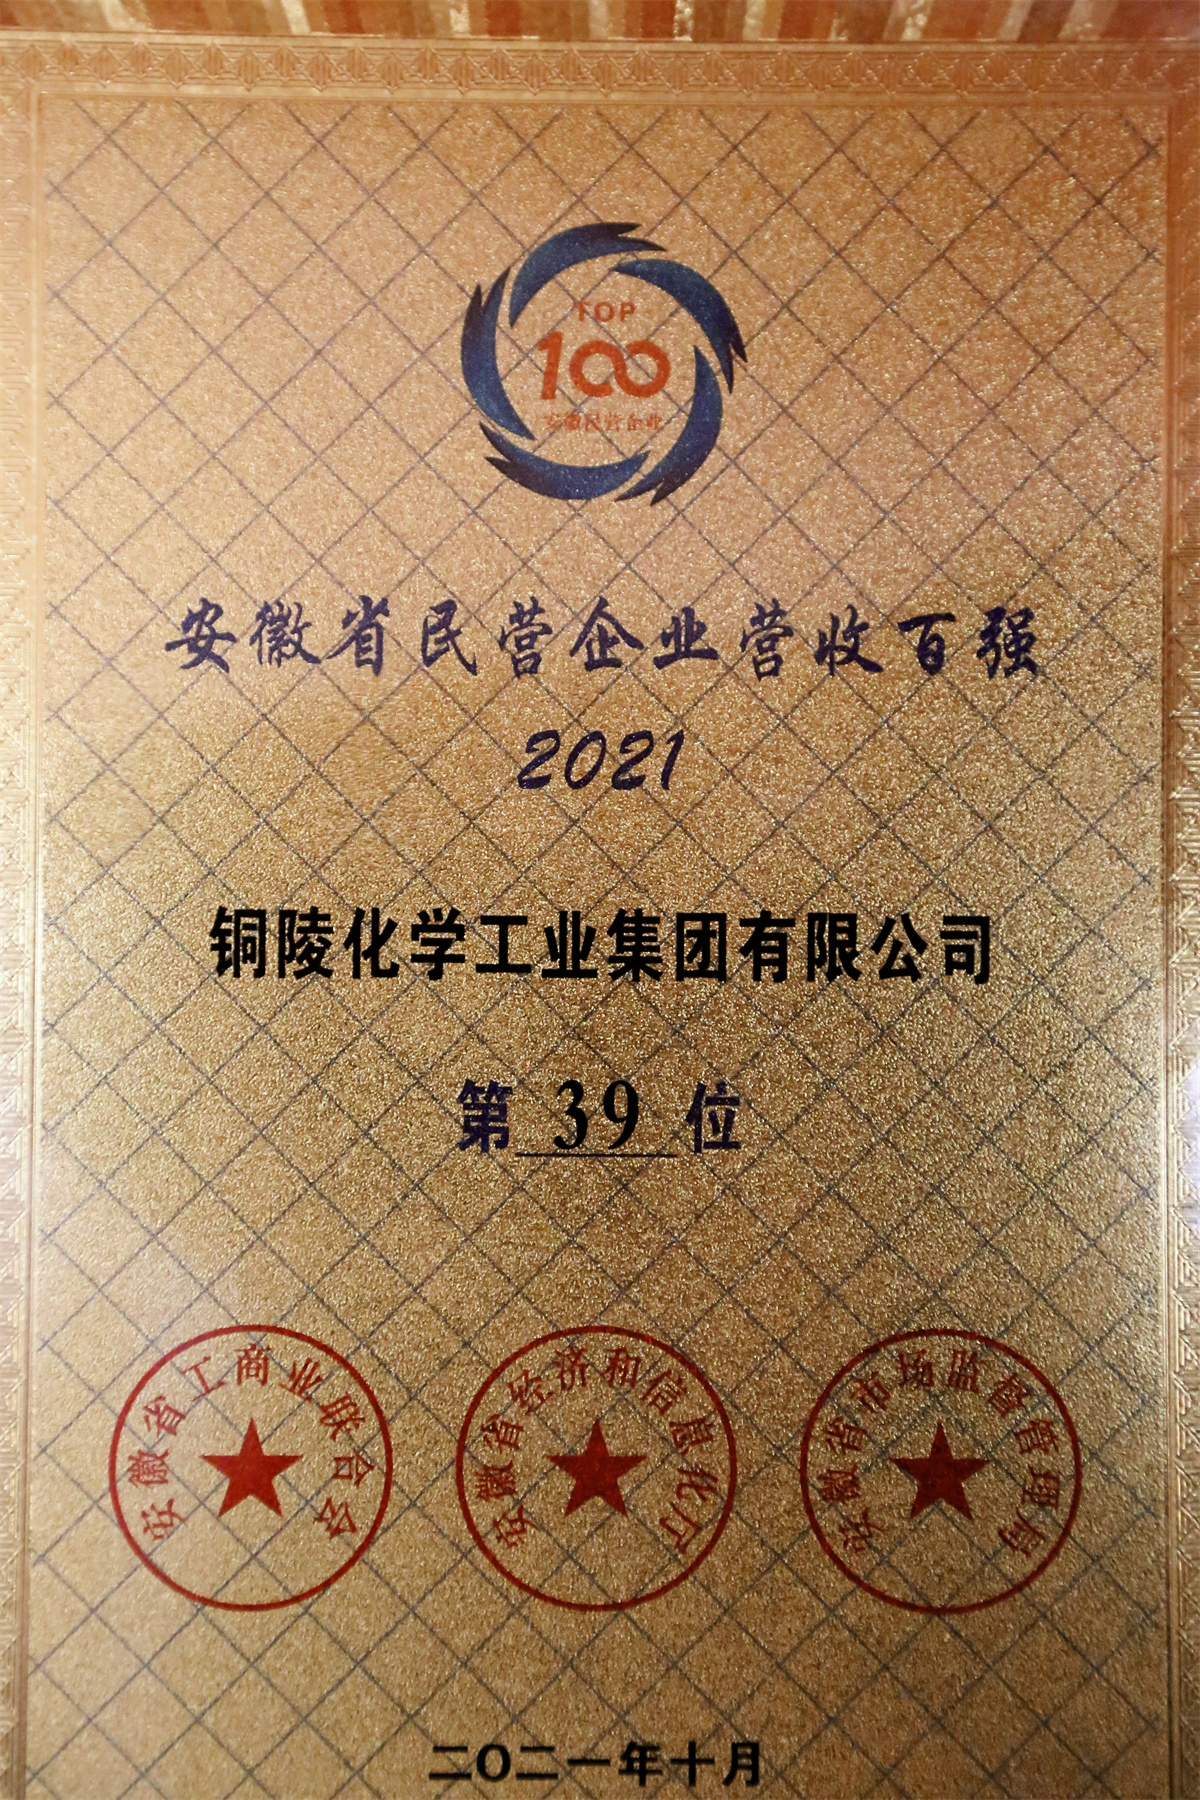 TOP
100
安徽民营企业
安徽省民营企业营收百强
2021
铜陵化学工业集团有限公司
第 39 位
安徽省工商业联合会
安徽省经济和信息化厅
安徽省市场监督管理局
二〇二一年十月